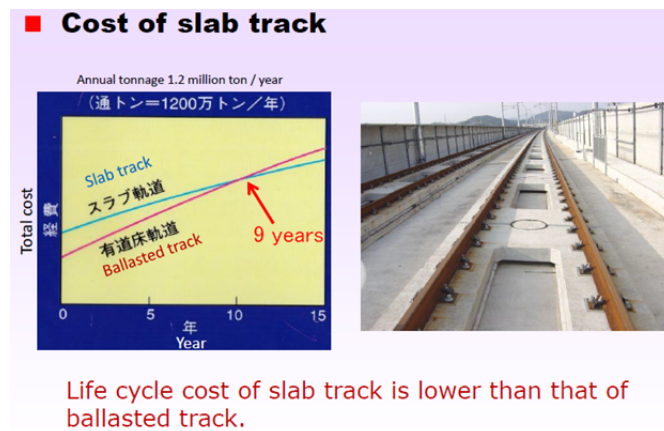 Cost of slab track
Annual tonnage 1.2 million ton / year
（通トン＝1200万トン／年）
Slab track
スラブ軌道
有道床軌道
Ballasted track
9 years
Total cost
経費
0 5 10 15
年
Year
Life cycle cost of slab track is lower than that of
ballasted track.